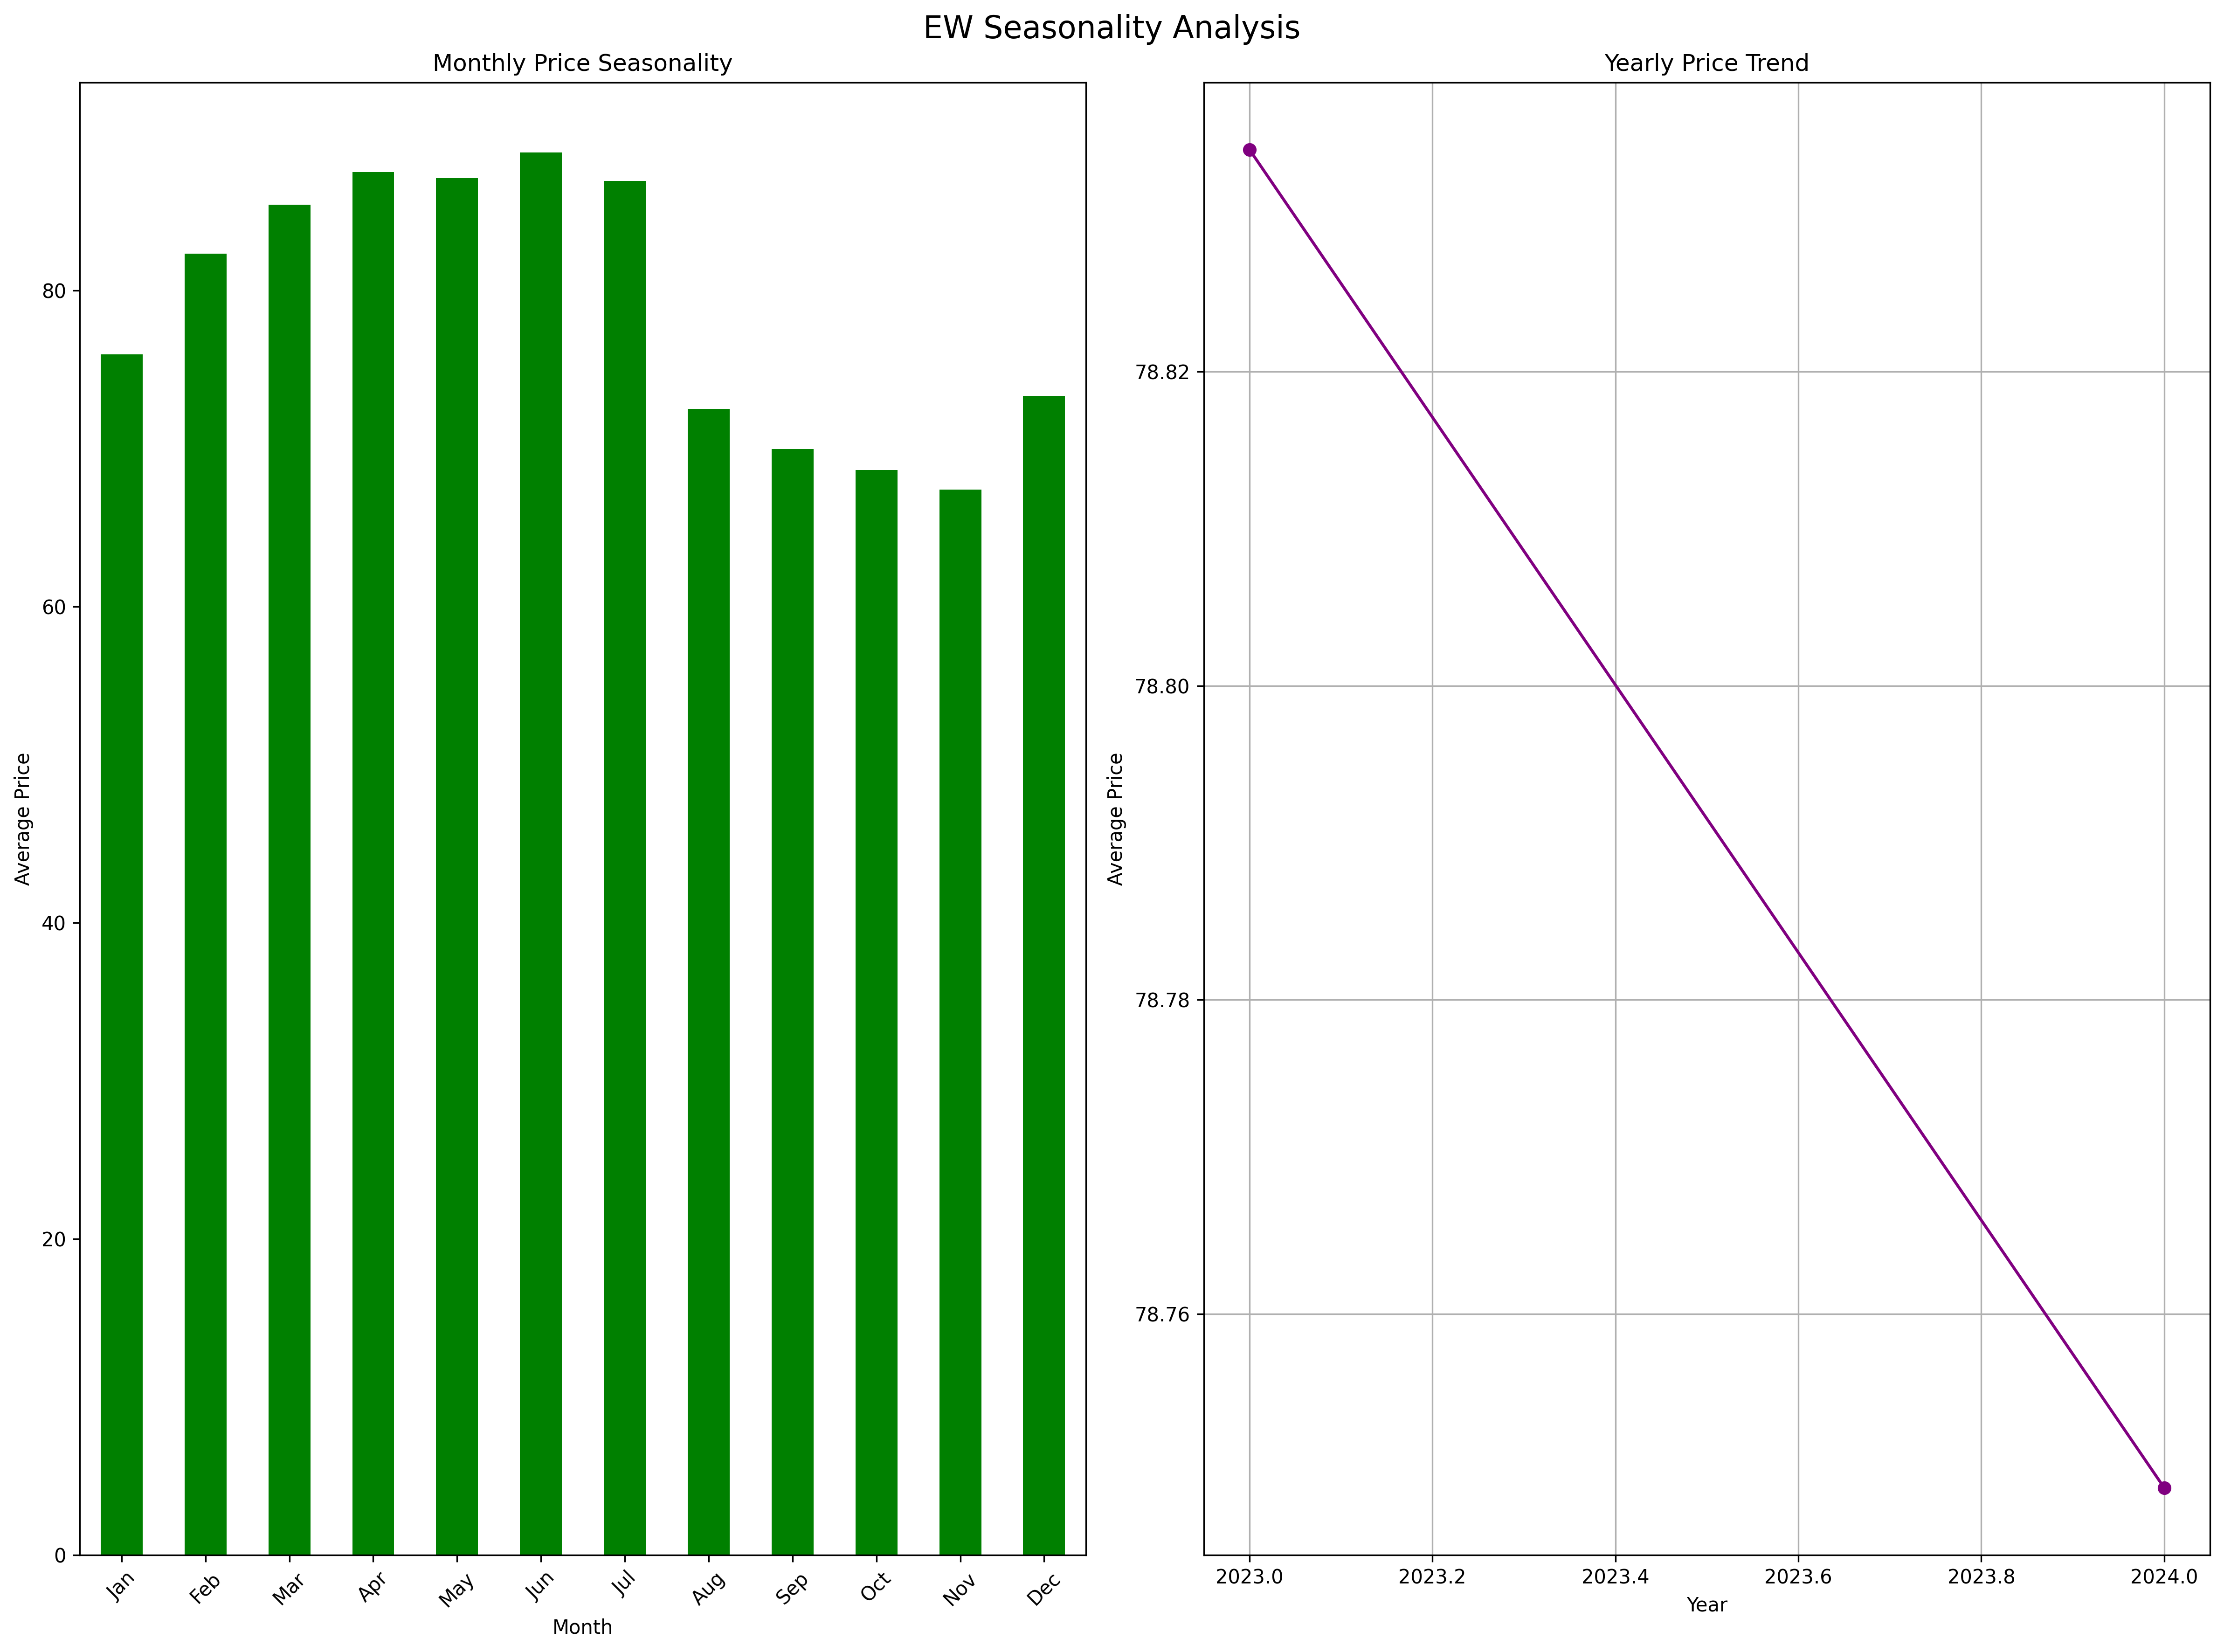 EW Seasonality Analysis
Monthly Price Seasonality
Average Price
80
60
40
20
0
Jan
Feb
Mar
Apr
May
Jun
Jul
Aug
Sep
Oct
Nov
Dec
Month
Yearly Price Trend
Average Price
78.82
78.80
78.78
78.76
2023.0
2023.2
2023.4
2023.6
2023.8
2024.0
Year